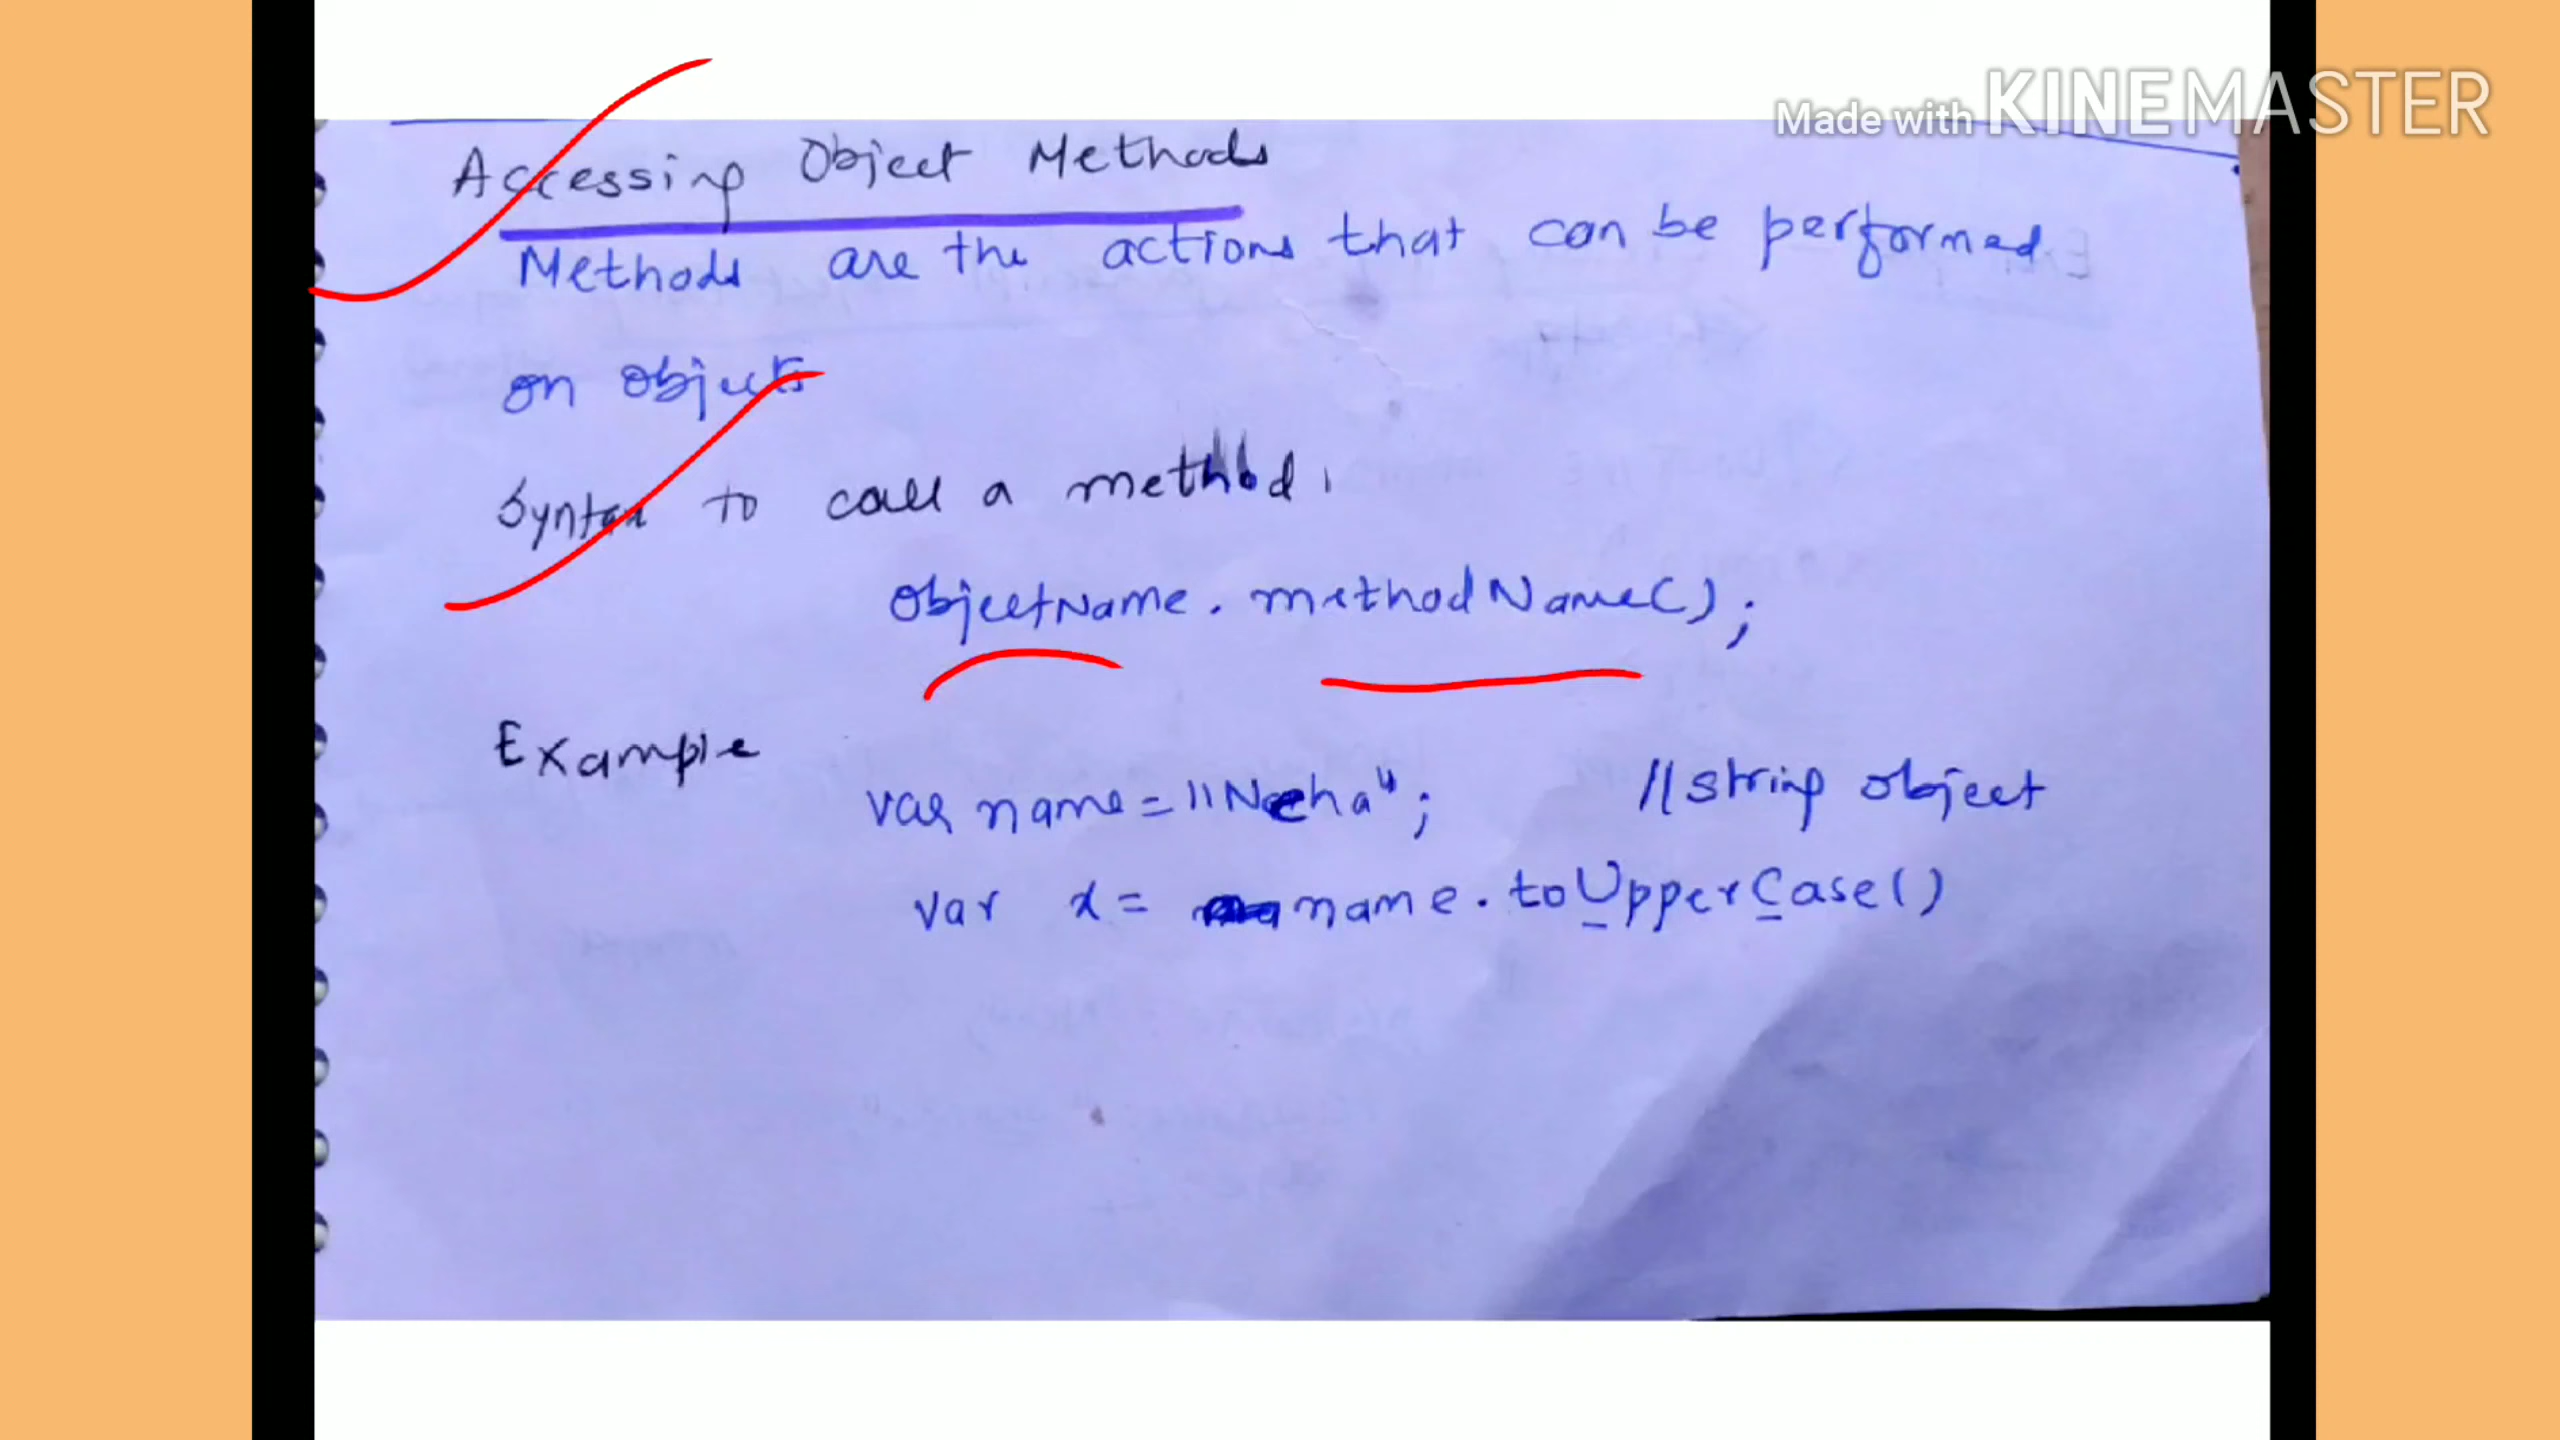 Made with KINEMASTER
Accessing Object Methods
Methods are the actions that can be performed
on objects
Syntax to call a method.
ObjectName.methodName();
Example
var name="Neha"; //string object
var x= name.toUpperCase()